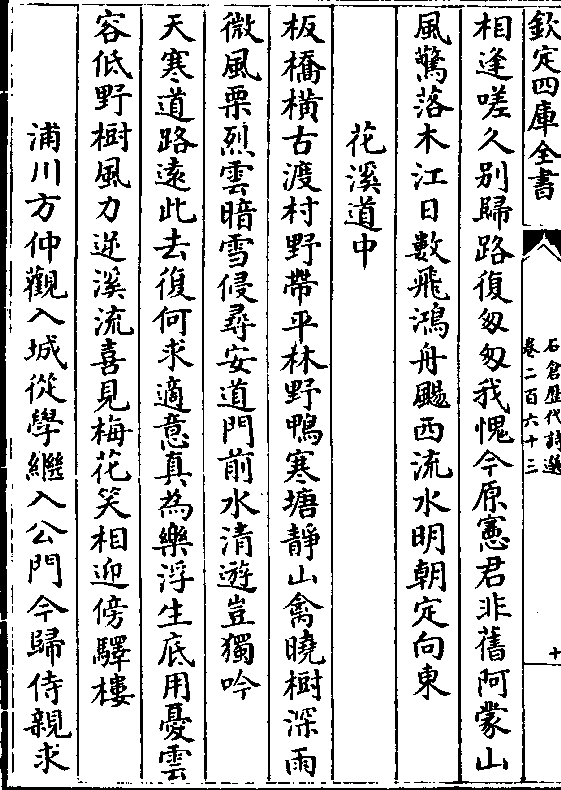 欽定四庫全書
石倉歷代詩選
卷二百六十三
十
相逢嗟久别歸路復匆匆我愧今原憲君非舊阿蒙山
風驚落木江日數飛鴻舟颺西流水明朝定向東
花溪道中
板橋橫古渡村野帶平林野鴨寒塘靜山禽曉樹深雨
微風栗烈雲暗雪侵尋安道門前水清遊豈獨吟
天寒道路逺此去復何求適意真為樂浮生底用憂雲
容低野樹風力逆溪流喜見梅花笑相迎傍驛樓
浦川方仲觀入城從學繼入公門今歸侍親求